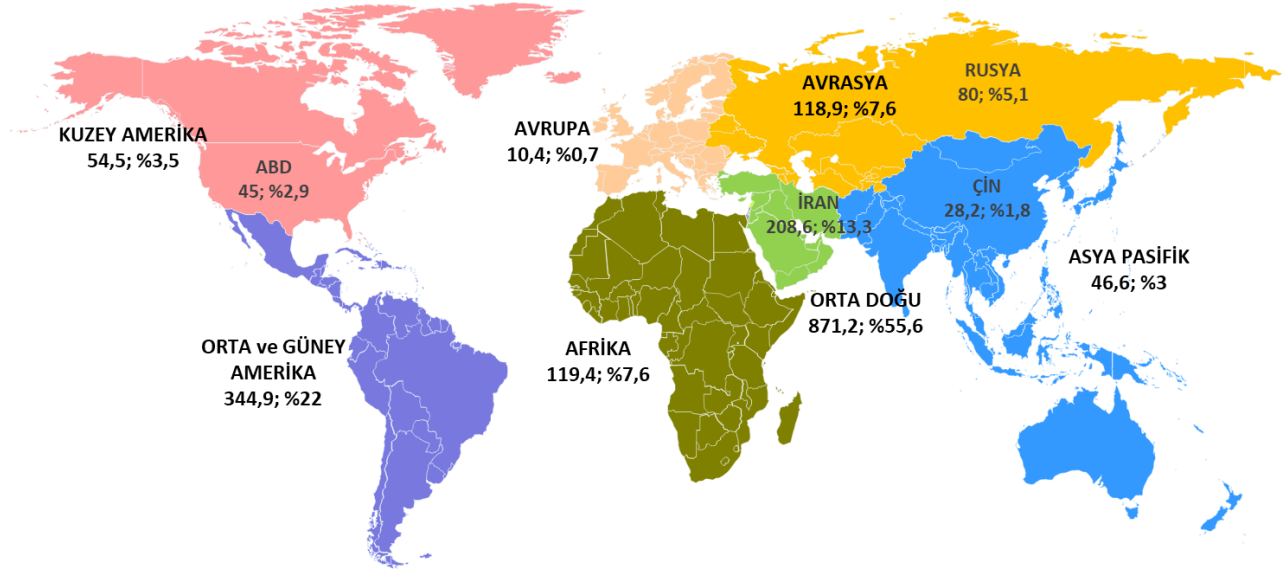 KUZEY AMERİKA
54,5; %3,5
ABD
45; %2,9
ORTA ve GÜNEY
AMERİKA
344,9; %22
AVRUPA
10,4; %0,7
AVRASYA
118,9; %7,6
RUSYA
80; %5,1
İRAN
208,6; %13,3
ÇİN
28,2; %1,8
ASYA PASİFİK
46,6; %3
ORTA DOĞU
871,2; %55,6
AFRİKA
119,4; %7,6